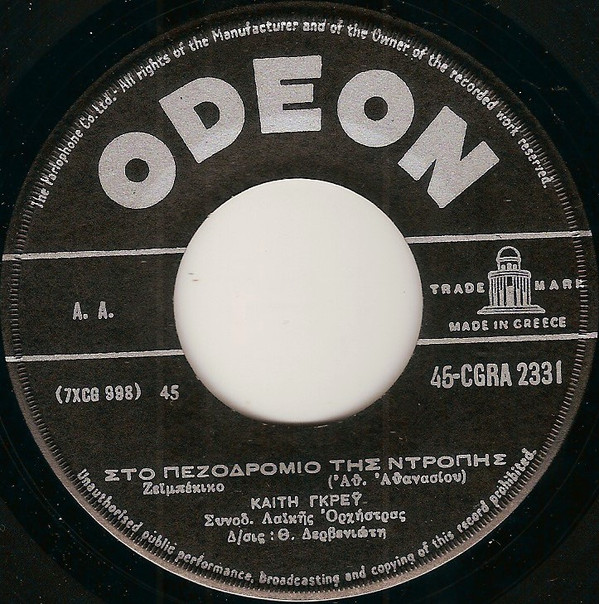 The Parlophone Co. Ltd. - All rights of the Manufacturer and of the Owner of the recorded work reserved.
ODEON
A. A.
TRADE MARK
MADE IN GREECE
(7XCG 998) 45
45-CGRA 2331
ΣΤΟ ΠΕΖΟΔΡΟΜΙΟ ΤΗΣ ΝΤΡΟΠΗΣ
Ζεϊμπέκικο (Ἀθ. Ἀθανασίου)
ΚΑΙΤΗ ΓΚΡΕΫ
Συνοδ. Λαϊκῆς Ὀρχήστρας
Δ/σις : Θ. Δερβενιώτη
Unauthorised public performance, broadcasting and copying of this record prohibited.